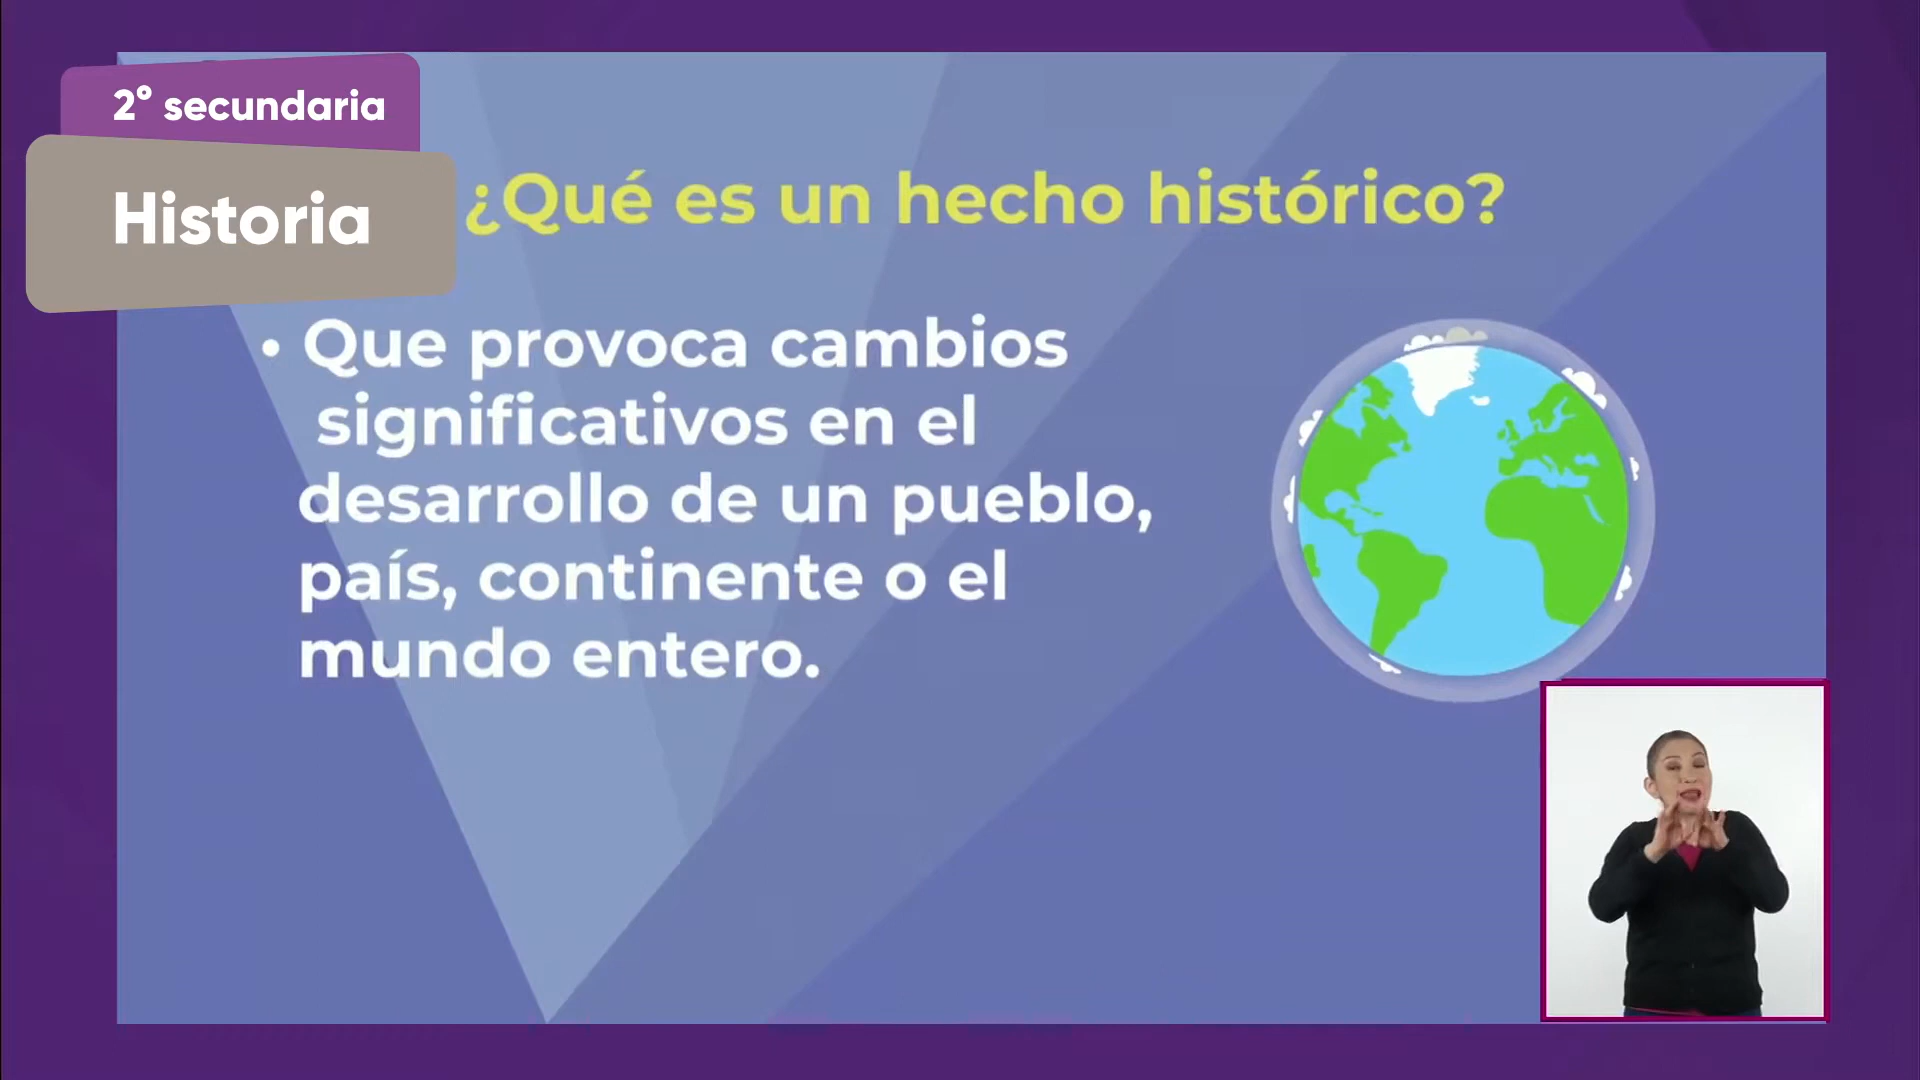 2° secundaria
Historia
¿Qué es un hecho histórico?
• Que provoca cambios
significativos en el
desarrollo de un pueblo,
país, continente o el
mundo entero.